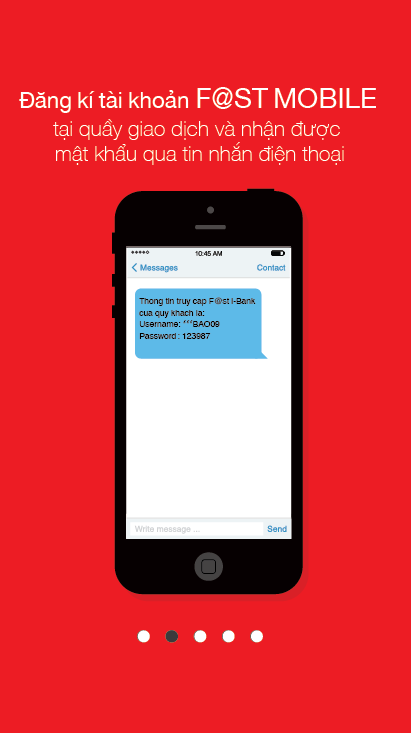 Đăng kí tài khoản F@ST MOBILE
tại quầy giao dịch và nhận được
mật khẩu qua tin nhắn điện thoại
10:45 AM
Messages
Contact
Thong tin truy cap F@st I-Bank
cua quy khach la:
Username: ***BAO09
Password : 123987
Write message ...
Send